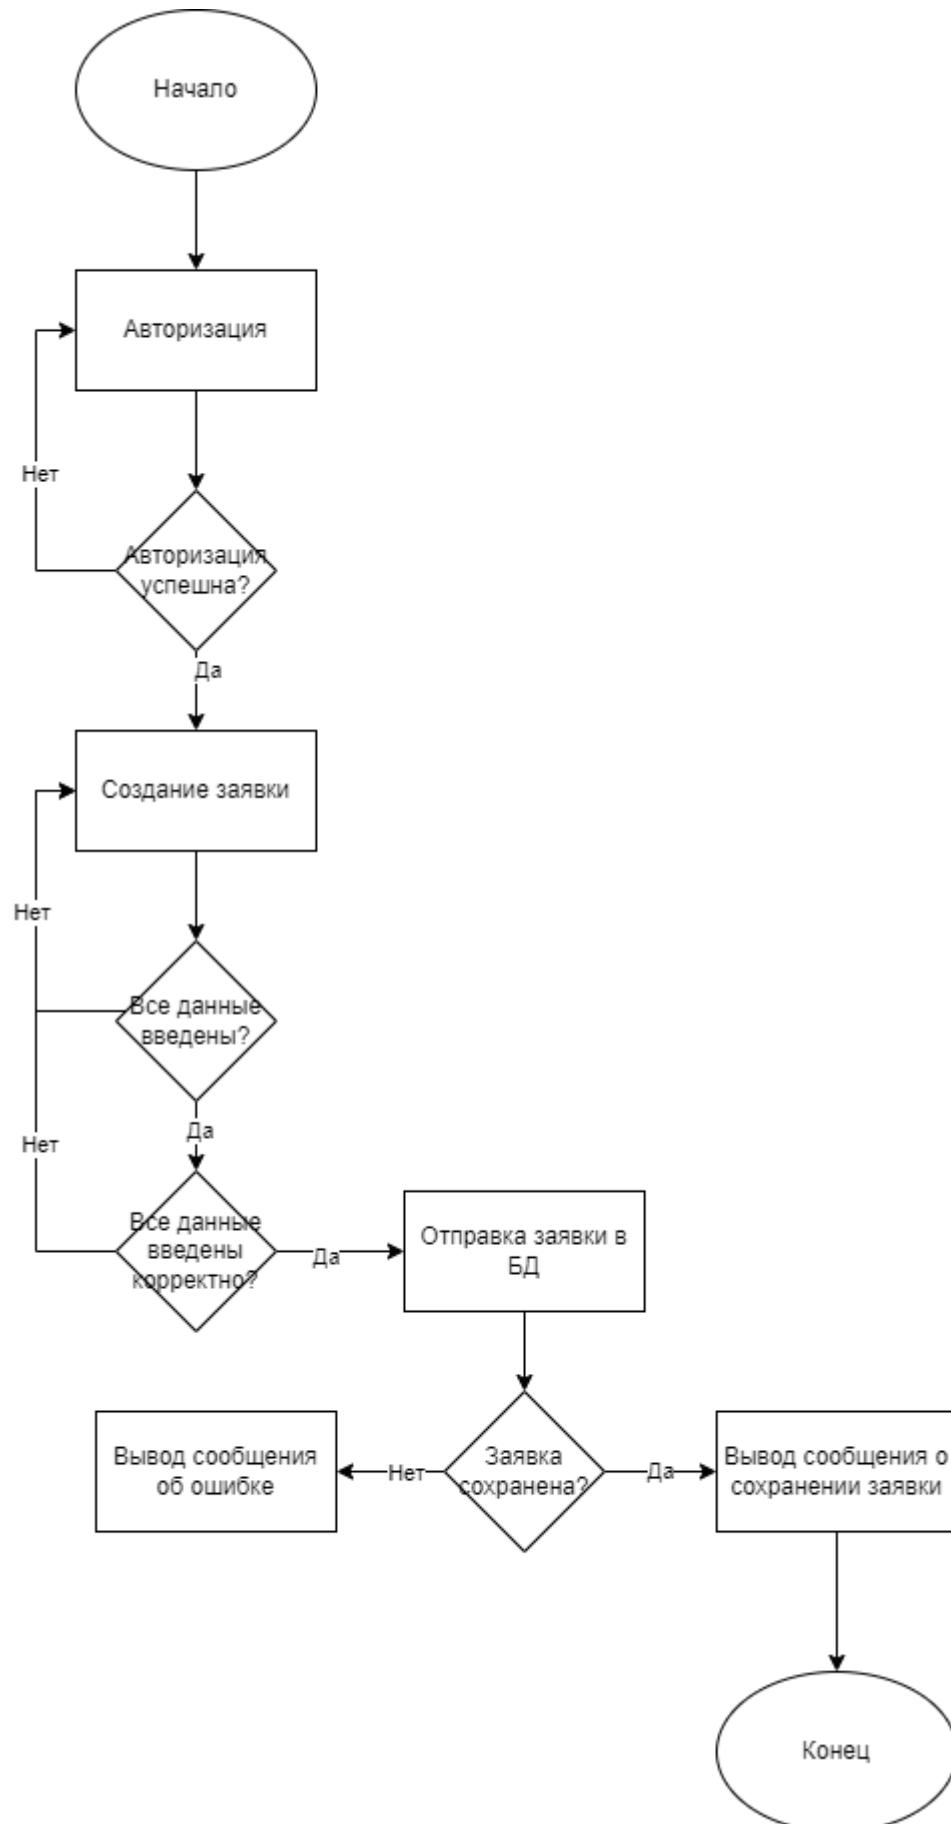 Начало
Авторизация
Нет
Авторизация
успешна?
Да
Создание заявки
Нет
Все данные
введены?
Да
Нет
Все данные
введены
корректно?
Да
Отправка заявки в
БД
Вывод сообщения
об ошибке
Нет
Заявка
сохранена?
Да
Вывод сообщения о
сохранении заявки
Конец